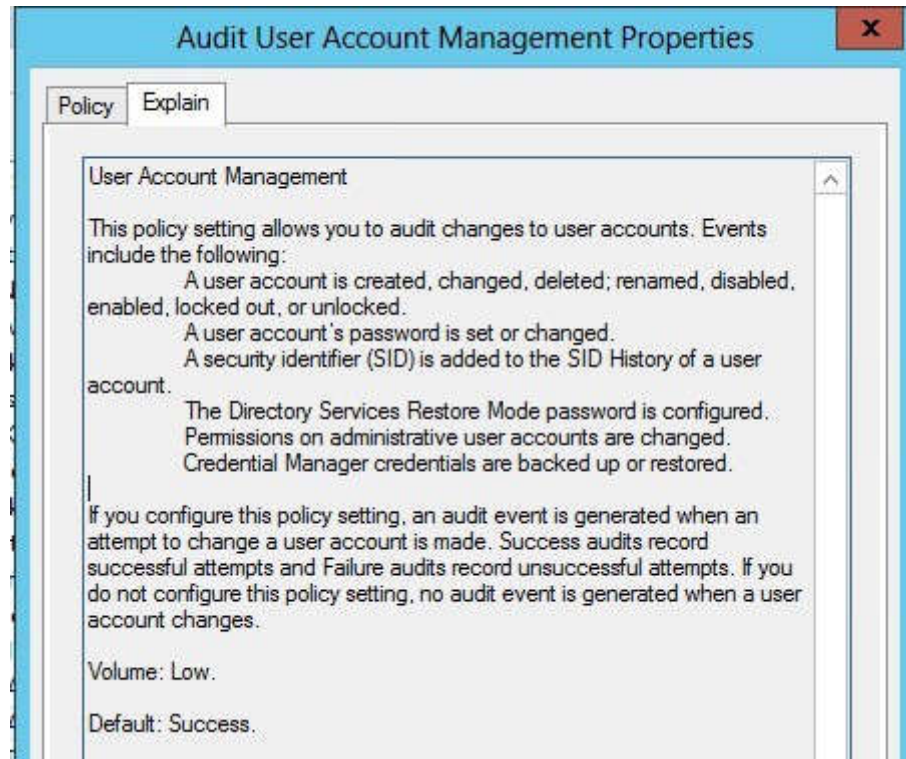 Audit User Account Management Properties
x
Policy
Explain
User Account Management
This policy setting allows you to audit changes to user accounts. Events
include the following:
A user account is created, changed, deleted; renamed, disabled,
enabled, locked out, or unlocked.
A user account's password is set or changed.
A security identifier (SID) is added to the SID History of a user
account.
The Directory Services Restore Mode password is configured.
Permissions on administrative user accounts are changed.
Credential Manager credentials are backed up or restored.
If you configure this policy setting, an audit event is generated when an
attempt to change a user account is made. Success audits record
successful attempts and Failure audits record unsuccessful attempts. If you
do not configure this policy setting, no audit event is generated when a user
account changes.
Volume: Low.
Default: Success.